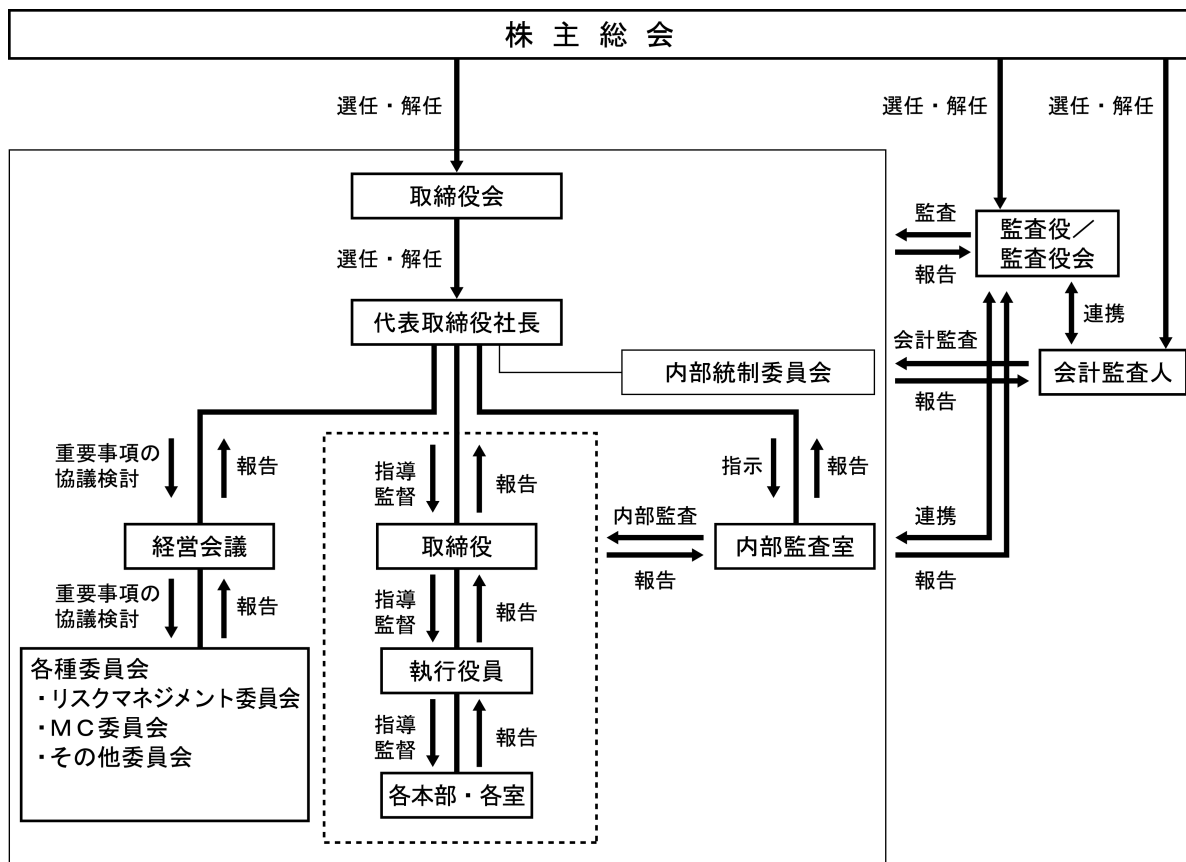 株主総会
選任・解任
選任・解任
選任・解任
取締役会
監査
監査役／
監査役会
報告
選任・解任
代表取締役社長
連携
会計監査
内部統制委員会
会計監査人
報告
重要事項の
協議検討
報告
指導
監督
報告
指示
報告
経営会議
取締役
内部監査
報告
内部監査室
連携
報告
重要事項の
協議検討
報告
指導
監督
報告
各種委員会
・リスクマネジメント委員会
・ＭＣ委員会
・その他委員会
執行役員
指導
監督
報告
各本部・各室